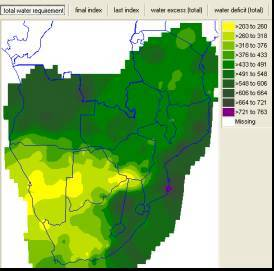 total water requirement
final index
last index
water excess (total)
water deficit (total)
>203 to 260
>260 to 318
>318 to 376
>376 to 433
>433 to 491
>491 to 548
>548 to 606
>606 to 664
>664 to 721
>721 to 763
Missing